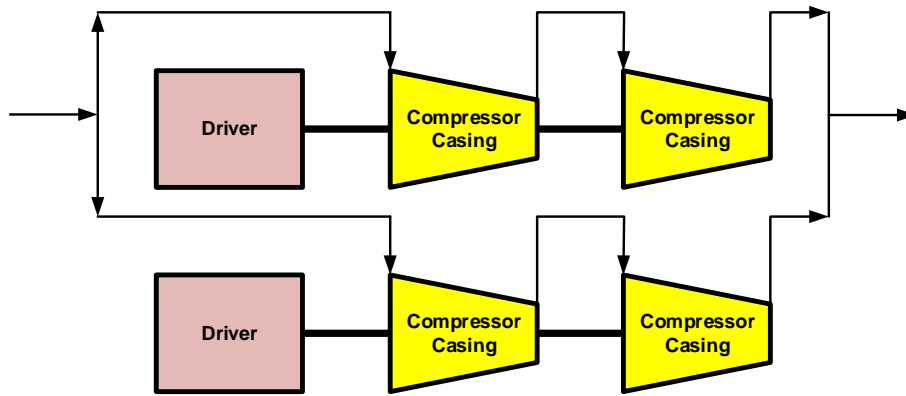 Driver
Compressor
Casing
Compressor
Casing
Driver
Compressor
Casing
Compressor
Casing